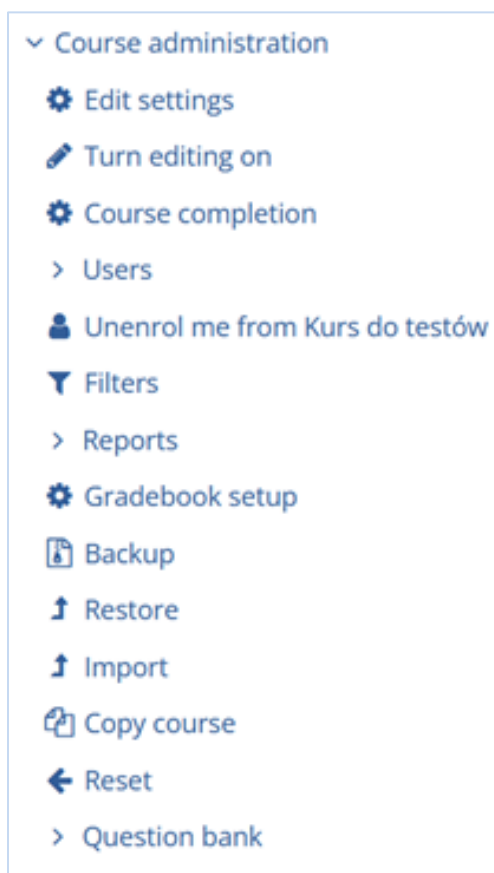 Course administration
Edit settings
Turn editing on
Course completion
Users
Unenrol me from Kurs do testów
Filters
Reports
Gradebook setup
Backup
Restore
Import
Copy course
Reset
Question bank